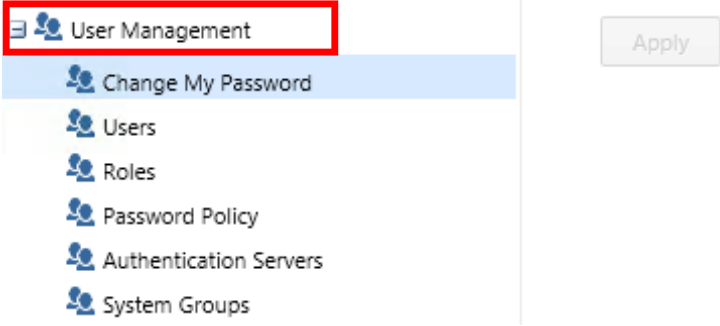 User Management
Apply
Change My Password
Users
Roles
Password Policy
Authentication Servers
System Groups